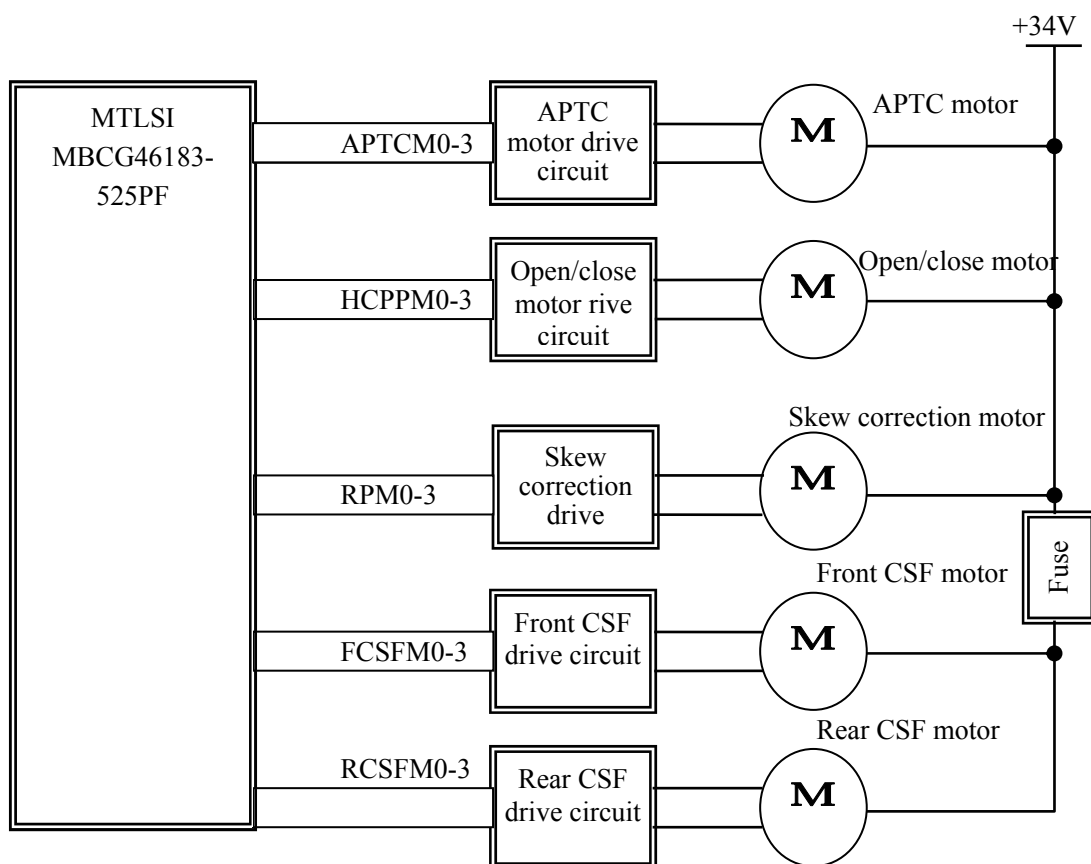 +34V
MTLSI
MBCG46183-
525PF
APTCM0-3
APTC
motor drive
circuit
M
APTC motor
HCPPM0-3
Open/close
motor rive
circuit
M
Open/close motor
RPM0-3
Skew
correction
drive
M
Skew correction motor
Fuse
FCSFM0-3
Front CSF
drive circuit
M
Front CSF motor
RCSFM0-3
Rear CSF
drive circuit
M
Rear CSF motor